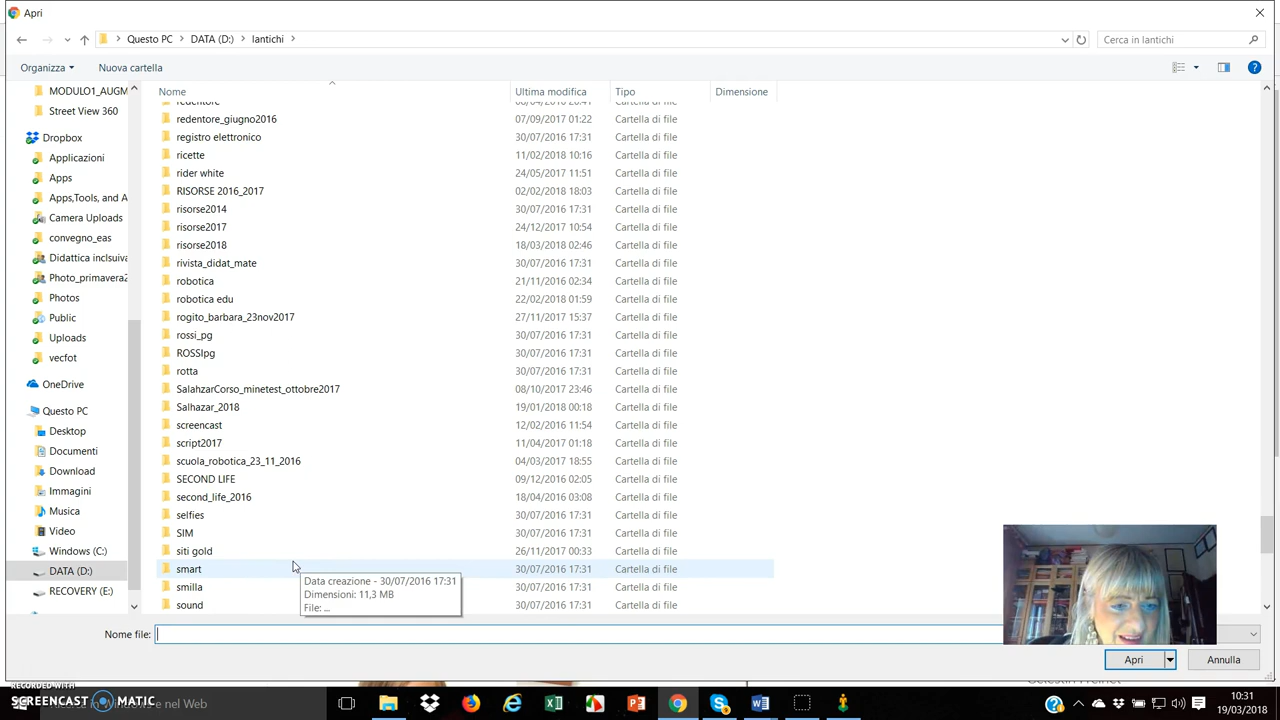 Apri
Questo PC DATA (D:) lantichi
Cerca in lantichi
Organizza Nuova cartella
Nome Ultima modifica Tipo Dimensione
MODULO1_AUGM
Street View 360
Dropbox
Applicazioni
Apps
Apps,Tools, and A
Camera Uploads
convegno_eas
Didattica inclsuiva
Photo_primavera2
Photos
Public
Uploads
vecfot
OneDrive
Questo PC
Desktop
Documenti
Download
Immagini
Musica
Video
Windows (C:)
DATA (D:)
RECOVERY (E:)
redentore Cartella di file
redentore_giugno2016 07/09/2017 01:22 Cartella di file
registro elettronico 30/07/2016 17:31 Cartella di file
ricette 11/02/2018 10:16 Cartella di file
rider white 24/05/2017 11:51 Cartella di file
RISORSE 2016_2017 02/02/2018 18:03 Cartella di file
risorse2014 30/07/2016 17:31 Cartella di file
risorse2017 24/12/2017 10:54 Cartella di file
risorse2018 18/03/2018 02:46 Cartella di file
rivista_didat_mate 30/07/2016 17:31 Cartella di file
robotica 21/11/2016 02:34 Cartella di file
robotica edu 22/02/2018 01:59 Cartella di file
rogito_barbara_23nov2017 27/11/2017 15:37 Cartella di file
rossi_pg 30/07/2016 17:31 Cartella di file
ROSSIpg 30/07/2016 17:31 Cartella di file
rotta 30/07/2016 17:31 Cartella di file
SalahzarCorso_minetest_ottobre2017 08/10/2017 23:46 Cartella di file
Salhazar_2018 19/01/2018 00:18 Cartella di file
screencast 12/02/2016 11:54 Cartella di file
script2017 11/04/2017 01:18 Cartella di file
scuola_robotica_23_11_2016 04/03/2017 18:55 Cartella di file
SECOND LIFE 09/12/2016 02:05 Cartella di file
second_life_2016 18/04/2016 03:08 Cartella di file
selfies 30/07/2016 17:31 Cartella di file
SIM 30/07/2016 17:31 Cartella di file
siti gold 26/11/2017 00:33 Cartella di file
smart 30/07/2016 17:31 Cartella di file
smilla 30/07/2016 17:31 Cartella di file
sound 30/07/2016 17:31 Cartella di file
Data creazione - 30/07/2016 17:31
Dimensioni: 11,3 MB
File: ...
Nome file:
Apri Annulla
RECORDED WITH
SCREENCAST MATIC
e nel Web
10:31
19/03/2018